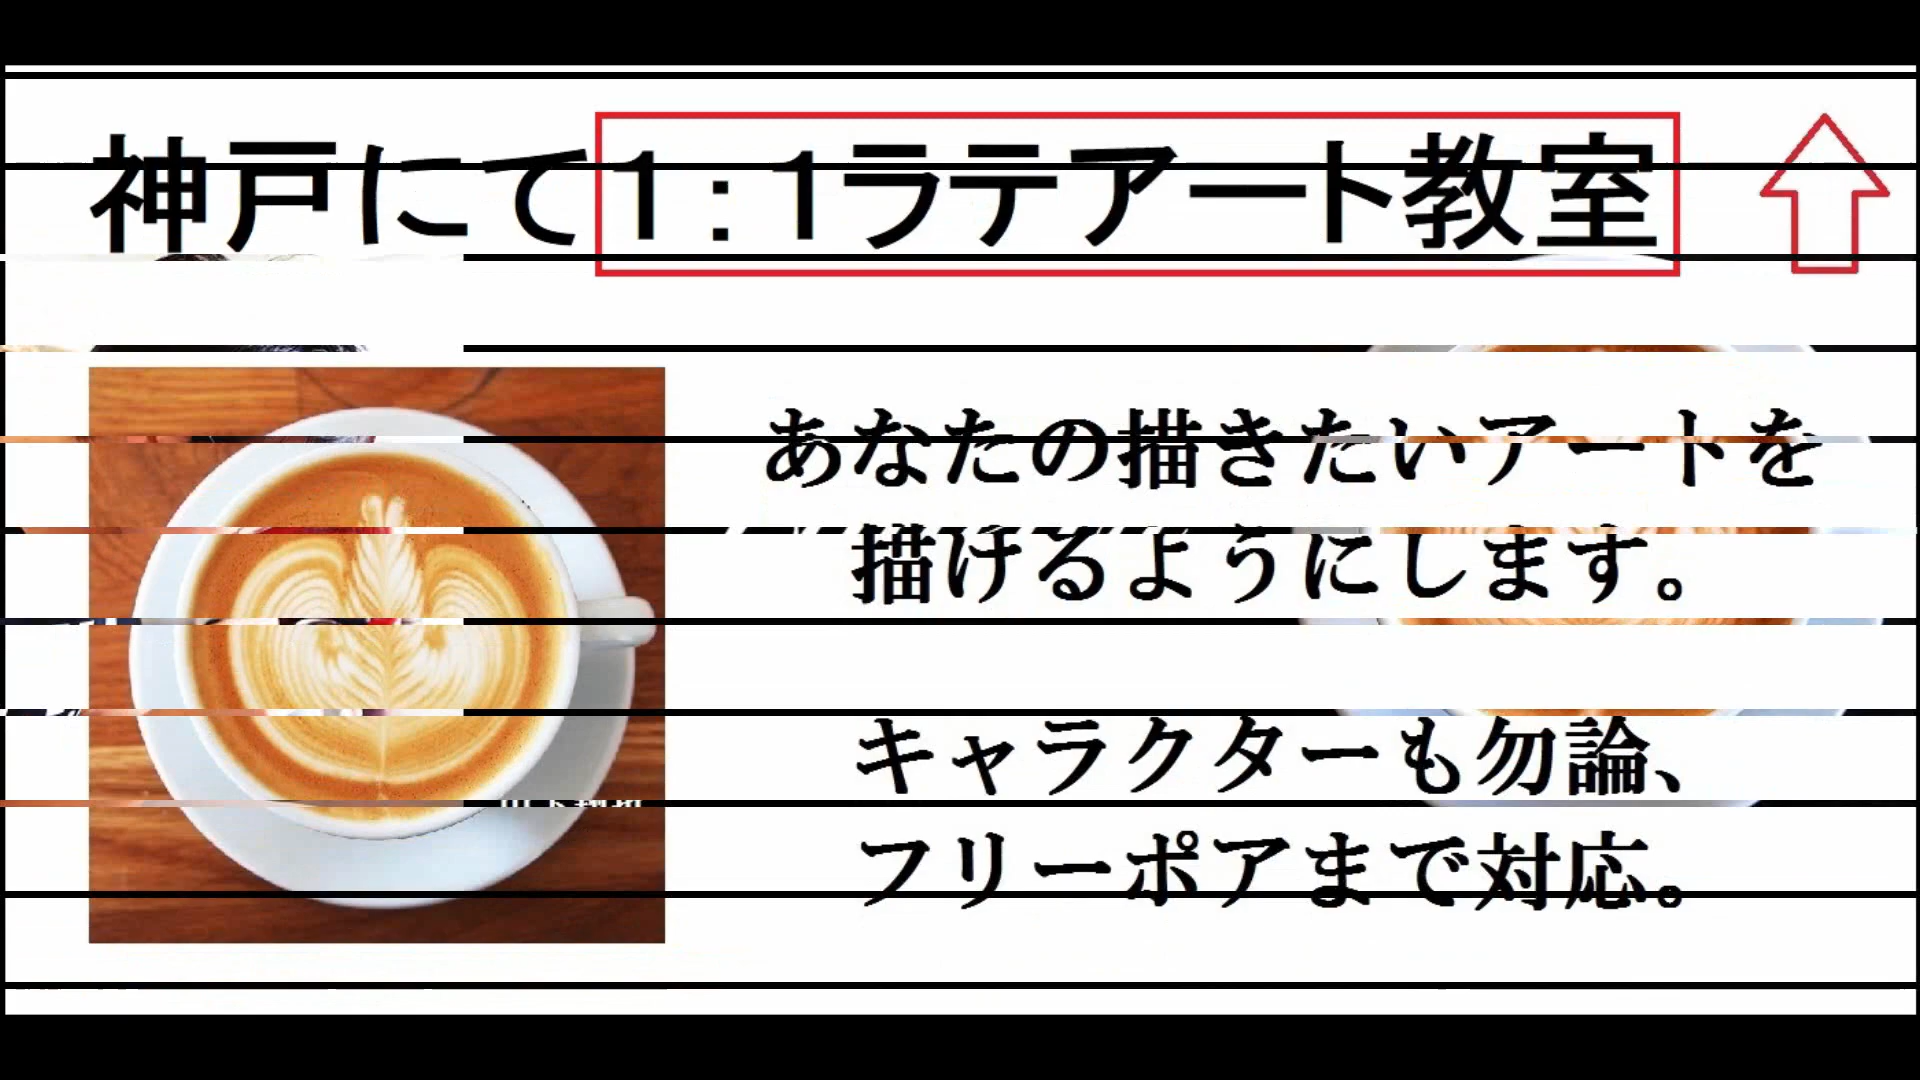 神戸にて1:1ラテアート教室
あなたの描きたいアートを
描けるようにします。
キャラクターも勿論、
フリーポアまで対応。